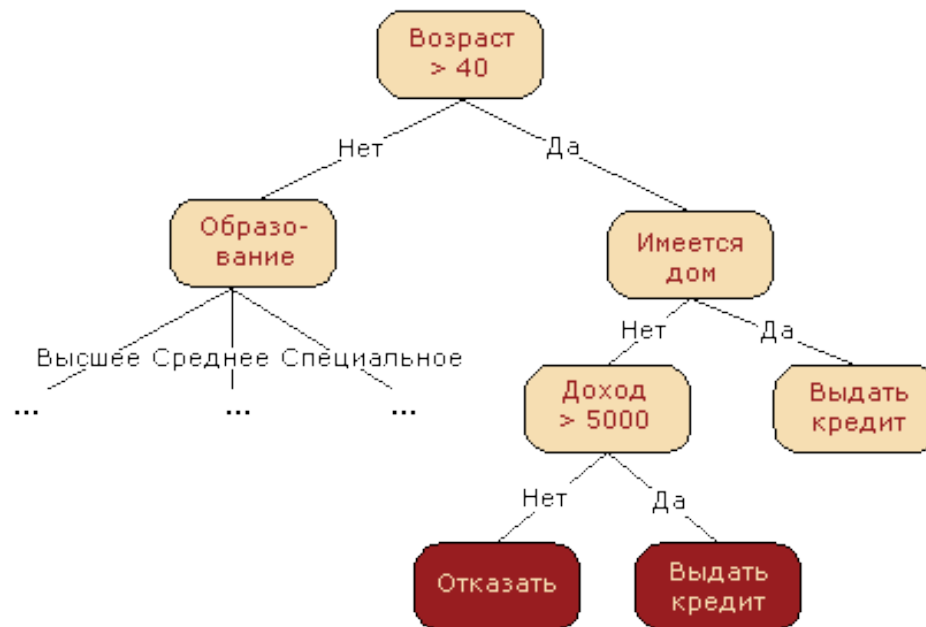 Возраст
> 40
Нет
Да
Образо-
вание
Имеется
дом
Высшее Среднее Специальное
... ... ...
Нет
Да
Доход
> 5000
Выдать
кредит
Нет
Да
Отказать
Выдать
кредит